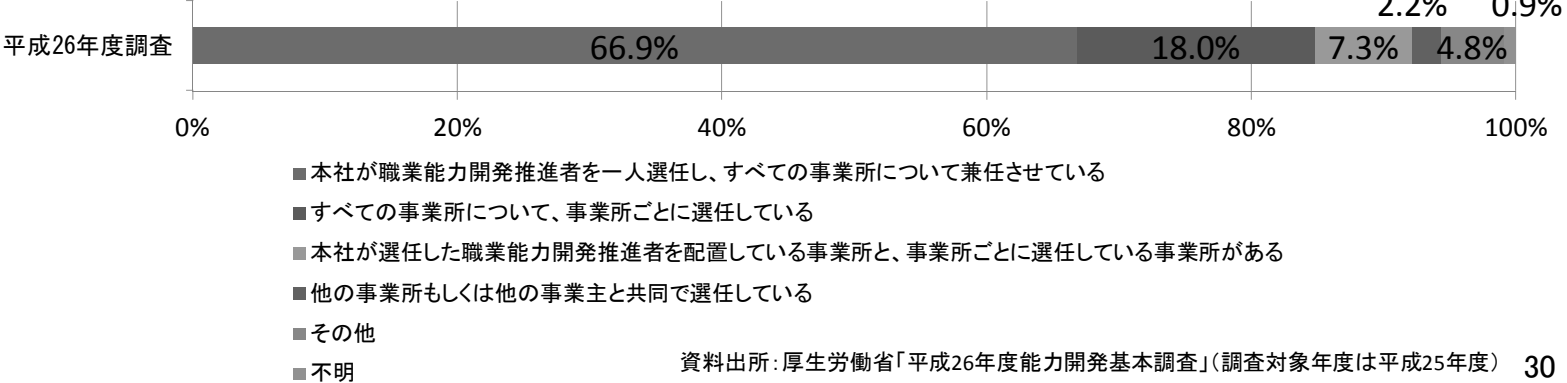 2.2% 0.9%
平成26年度調査 66.9% 18.0% 7.3% 4.8%
0% 20% 40% 60% 80% 100%
■本社が職業能力開発推進者を一人選任し、すべての事業所について兼任させている
■すべての事業所について、事業所ごとに選任している
■本社が選任した職業能力開発推進者を配置している事業所と、事業所ごとに選任している事業所がある
■他の事業所もしくは他の事業主と共同で選任している
■その他
■不明
資料出所：厚生労働省「平成26年度能力開発基本調査」（調査対象年度は平成25年度） 30